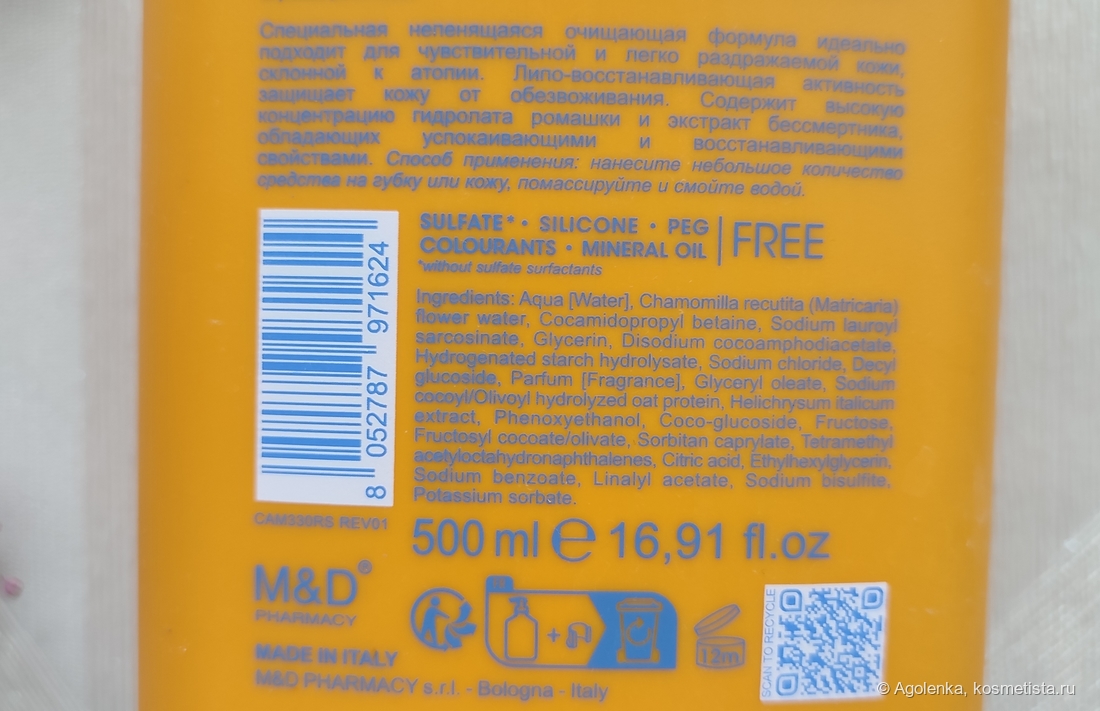 Специальная непенящаяся очищающая формула идеально
подходит для чувствительной и легко раздражаемой кожи,
склонной к атопии. Липо-восстанавливающая активность
защищает кожу от обезвоживания. Содержит высокую
концентрацию гидролата ромашки и экстракт бессмертника,
обладающих успокаивающими и восстанавливающими
свойствами. Способ применения: нанесите небольшое количество
средства на губку или кожу, помассируйте и смойте водой.
SULFATE* · SILICONE · PEG
COLOURANTS · MINERAL OIL
FREE
*without sulfate surfactants
Ingredients: Aqua [Water], Chamomilla recutita (Matricaria)
flower water, Cocamidopropyl betaine, Sodium lauroyl
sarcosinate, Glycerin, Disodium cocoamphodiacetate,
Hydrogenated starch hydrolysate, Sodium chloride, Decyl
glucoside, Parfum [Fragrance], Glyceryl oleate, Sodium
cocoyl/Olivoyl hydrolyzed oat protein, Helichrysum italicum
extract, Phenoxyethanol, Coco-glucoside, Fructose,
Fructosyl cocoate/olivate, Sorbitan caprylate, Tetramethyl
acetyloctahydronaphthalenes, Citric acid, Ethylhexylglycerin,
Sodium benzoate, Linalyl acetate, Sodium bisulfite,
Potassium sorbate.
8 052787 971624
CAM330RS REV01
500 ml e 16,91 fl.oz
M&D®
PHARMACY
MADE IN ITALY
M&D PHARMACY s.r.l. - Bologna - Italy
12m
SCAN TO RECYCLE
© Agolenka, kosmetista.ru